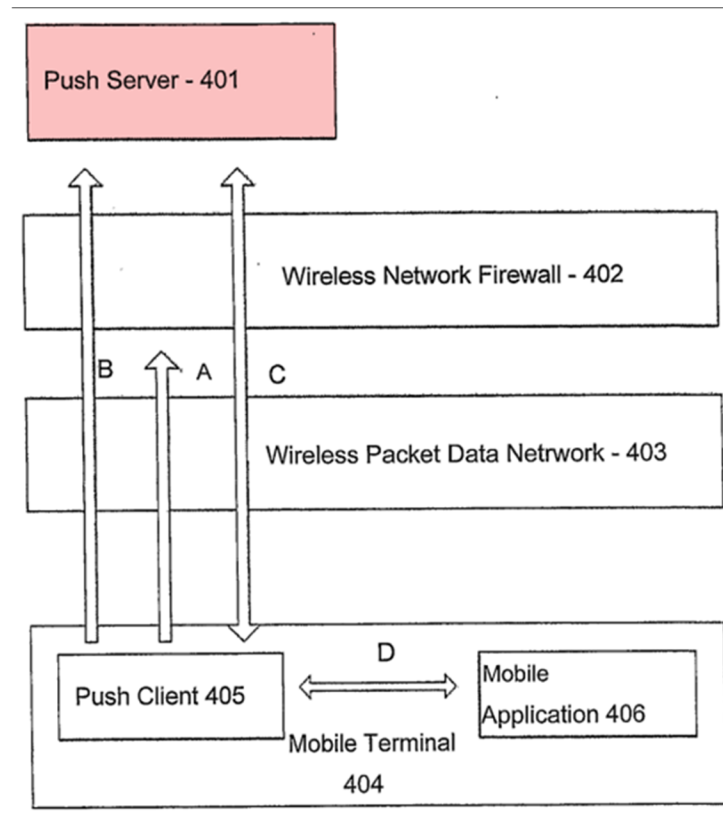 Push Server - 401
Wireless Network Firewall - 402
B
A
C
Wireless Packet Data Netrwork - 403
D
Push Client 405
Mobile
Application 406
Mobile Terminal
404